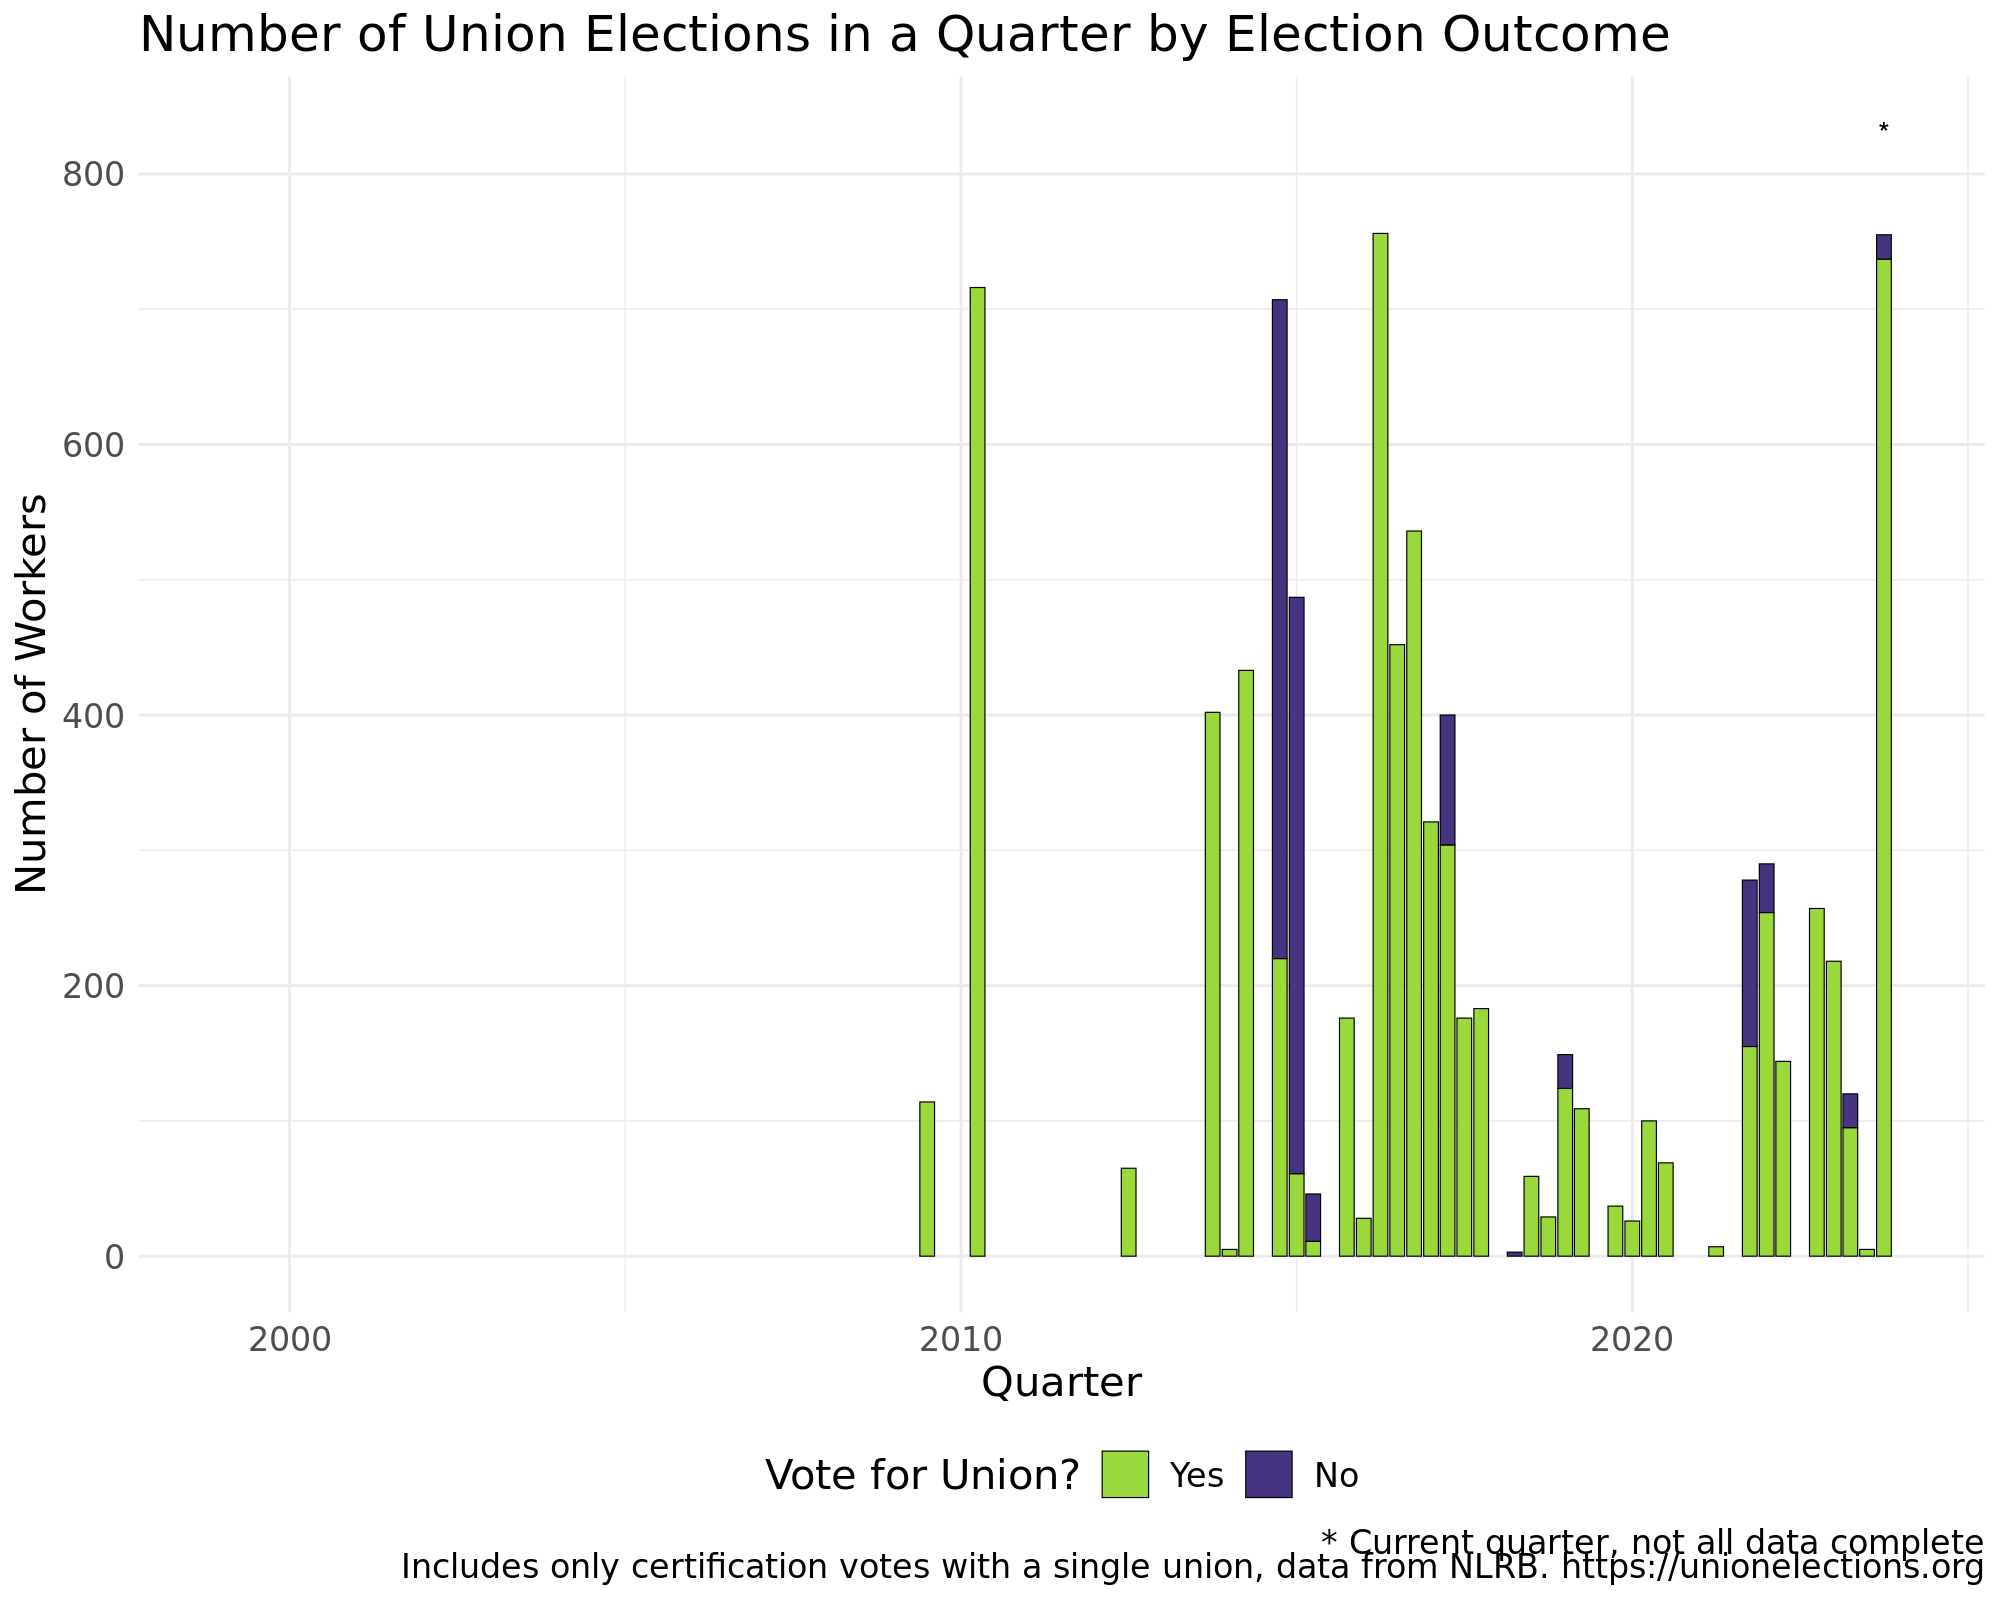 Number of Union Elections in a Quarter by Election Outcome
*
800
600
400
200
0
Number of Workers
2000 2010 2020
Quarter
Vote for Union? Yes No
* Current quarter, not all data complete
Includes only certification votes with a single union, data from NLRB. https://unionelections.org